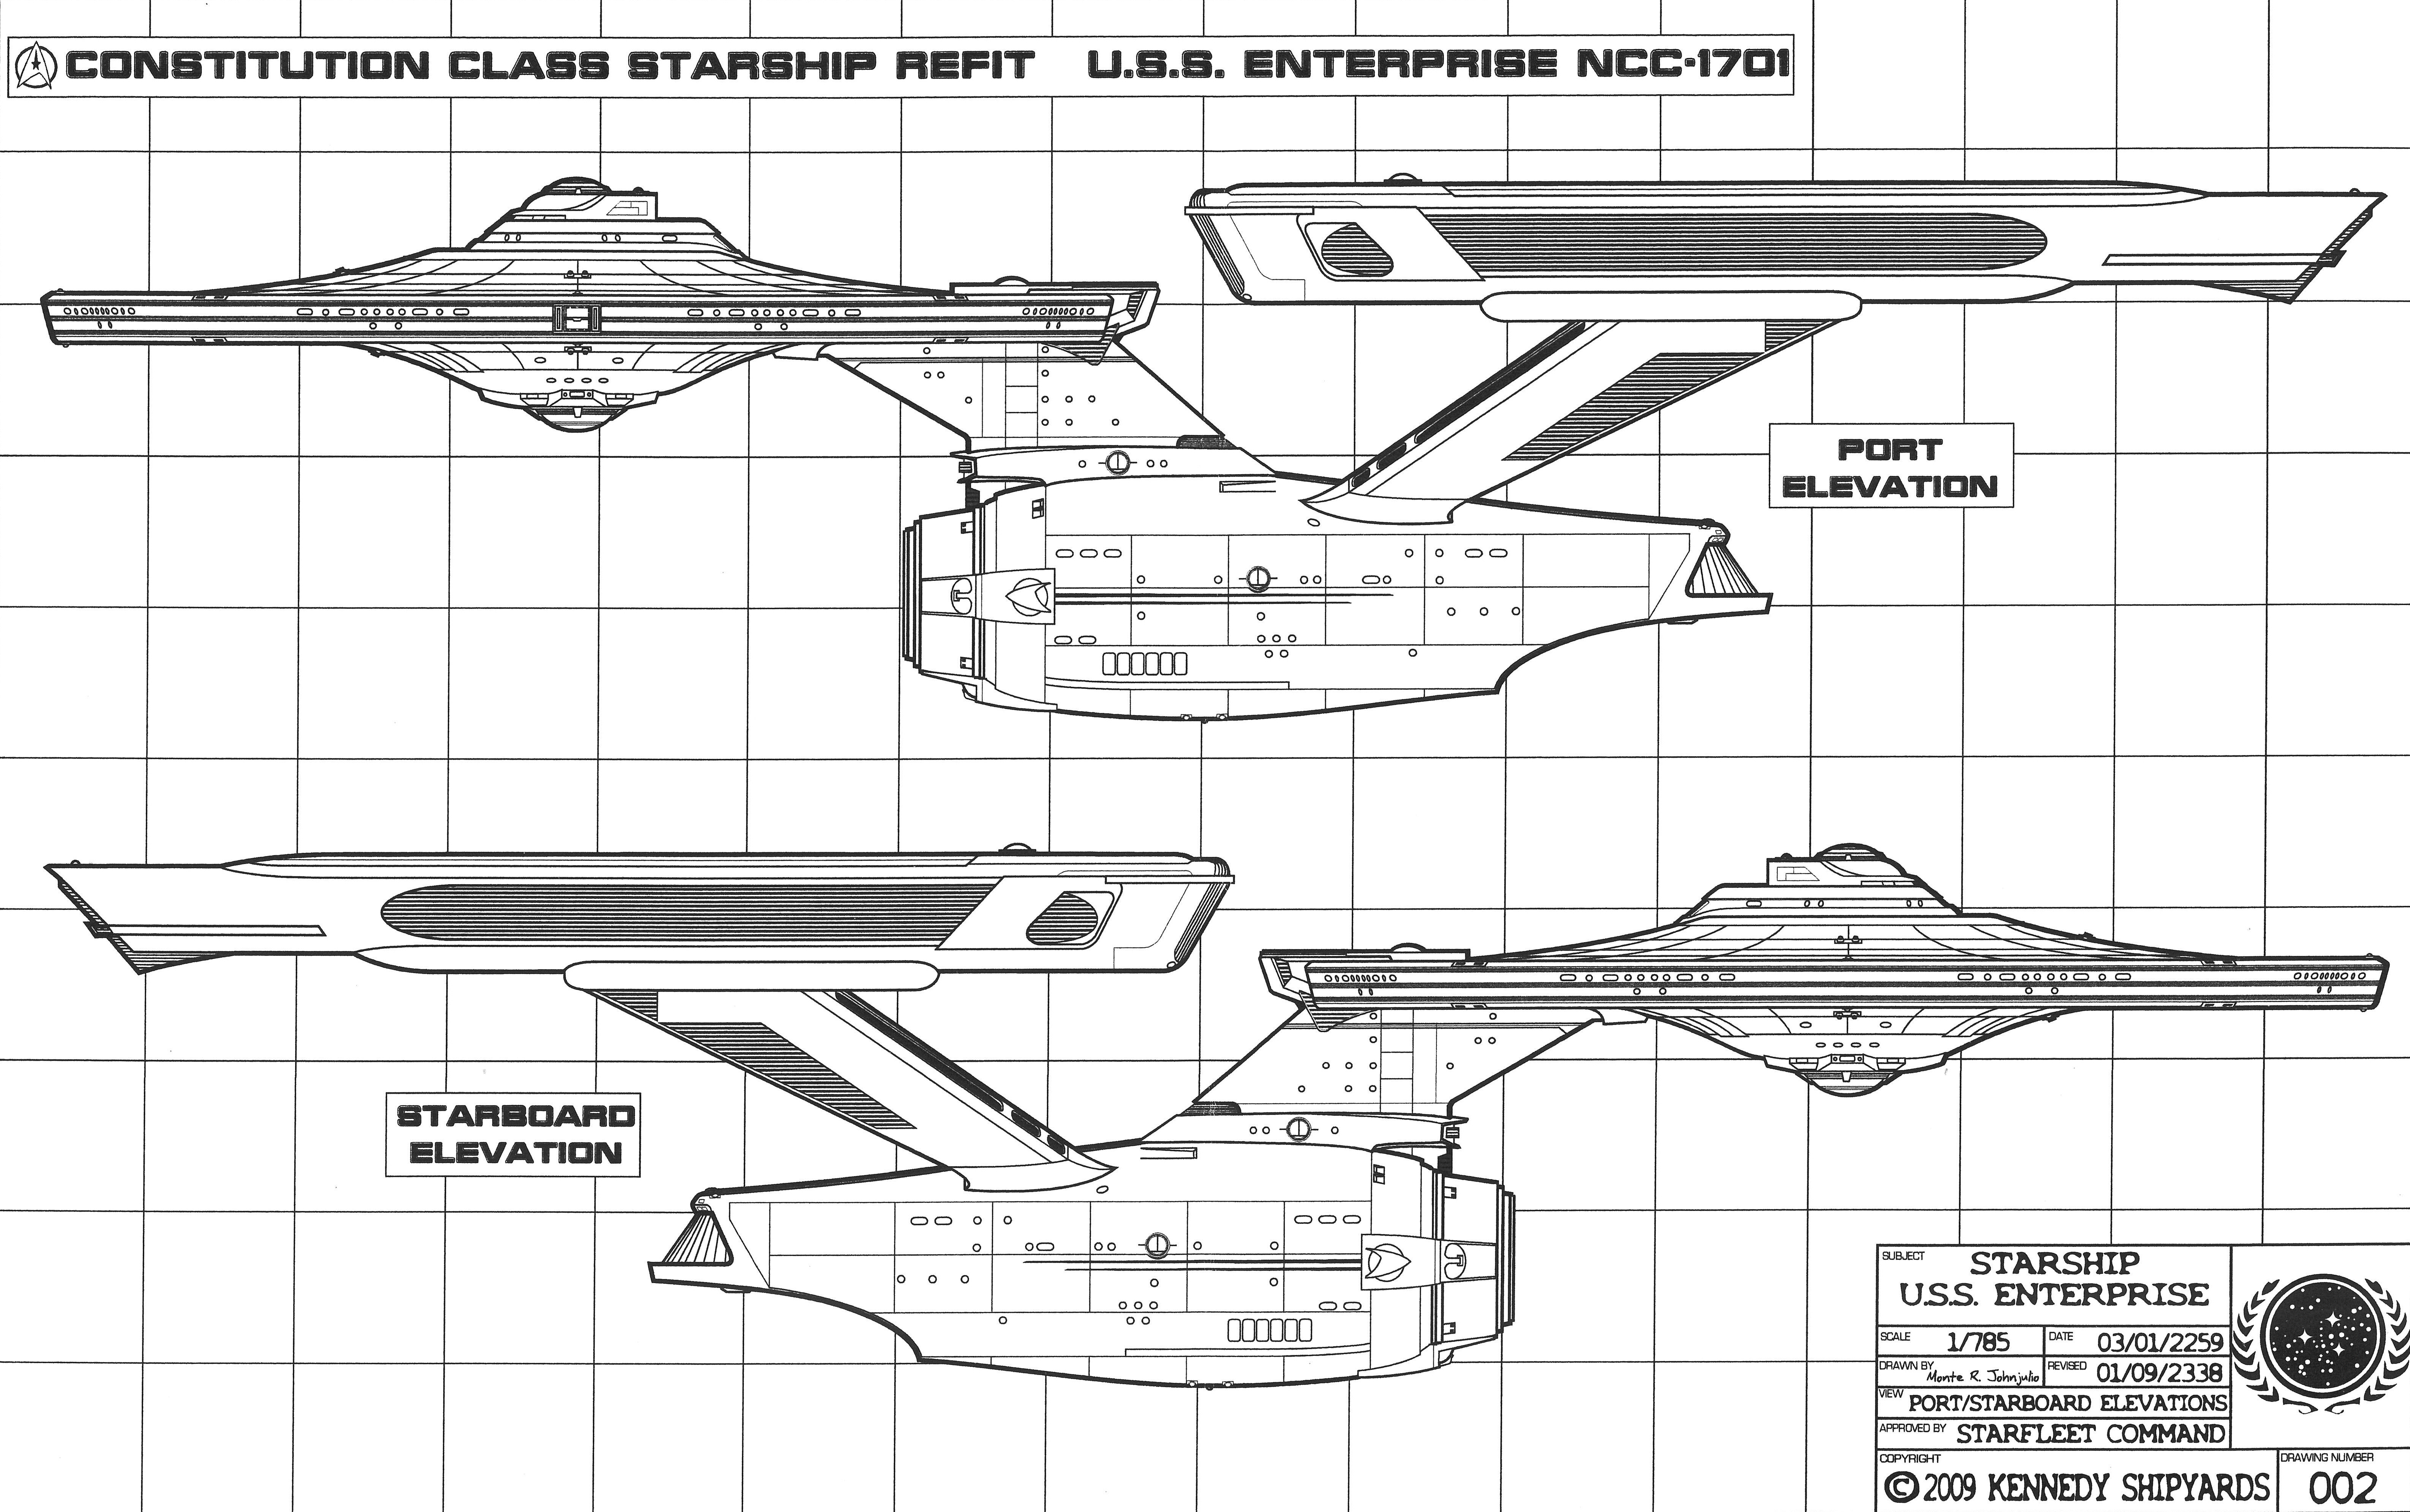 CONSTITUTION CLASS STARSHIP REFIT U.S.S. ENTERPRISE NCC-1701
PORT
ELEVATION
STARBOARD
ELEVATION
SUBJECT STARSHIP
U.S.S. ENTERPRISE
SCALE 1/785 DATE 03/01/2259
DRAWN BY Monte R. Johnjulio REVISED 01/09/2338
VIEW PORT/STARBOARD ELEVATIONS
APPROVED BY STARFLEET COMMAND
COPYRIGHT DRAWING NUMBER
© 2009 KENNEDY SHIPYARDS 002